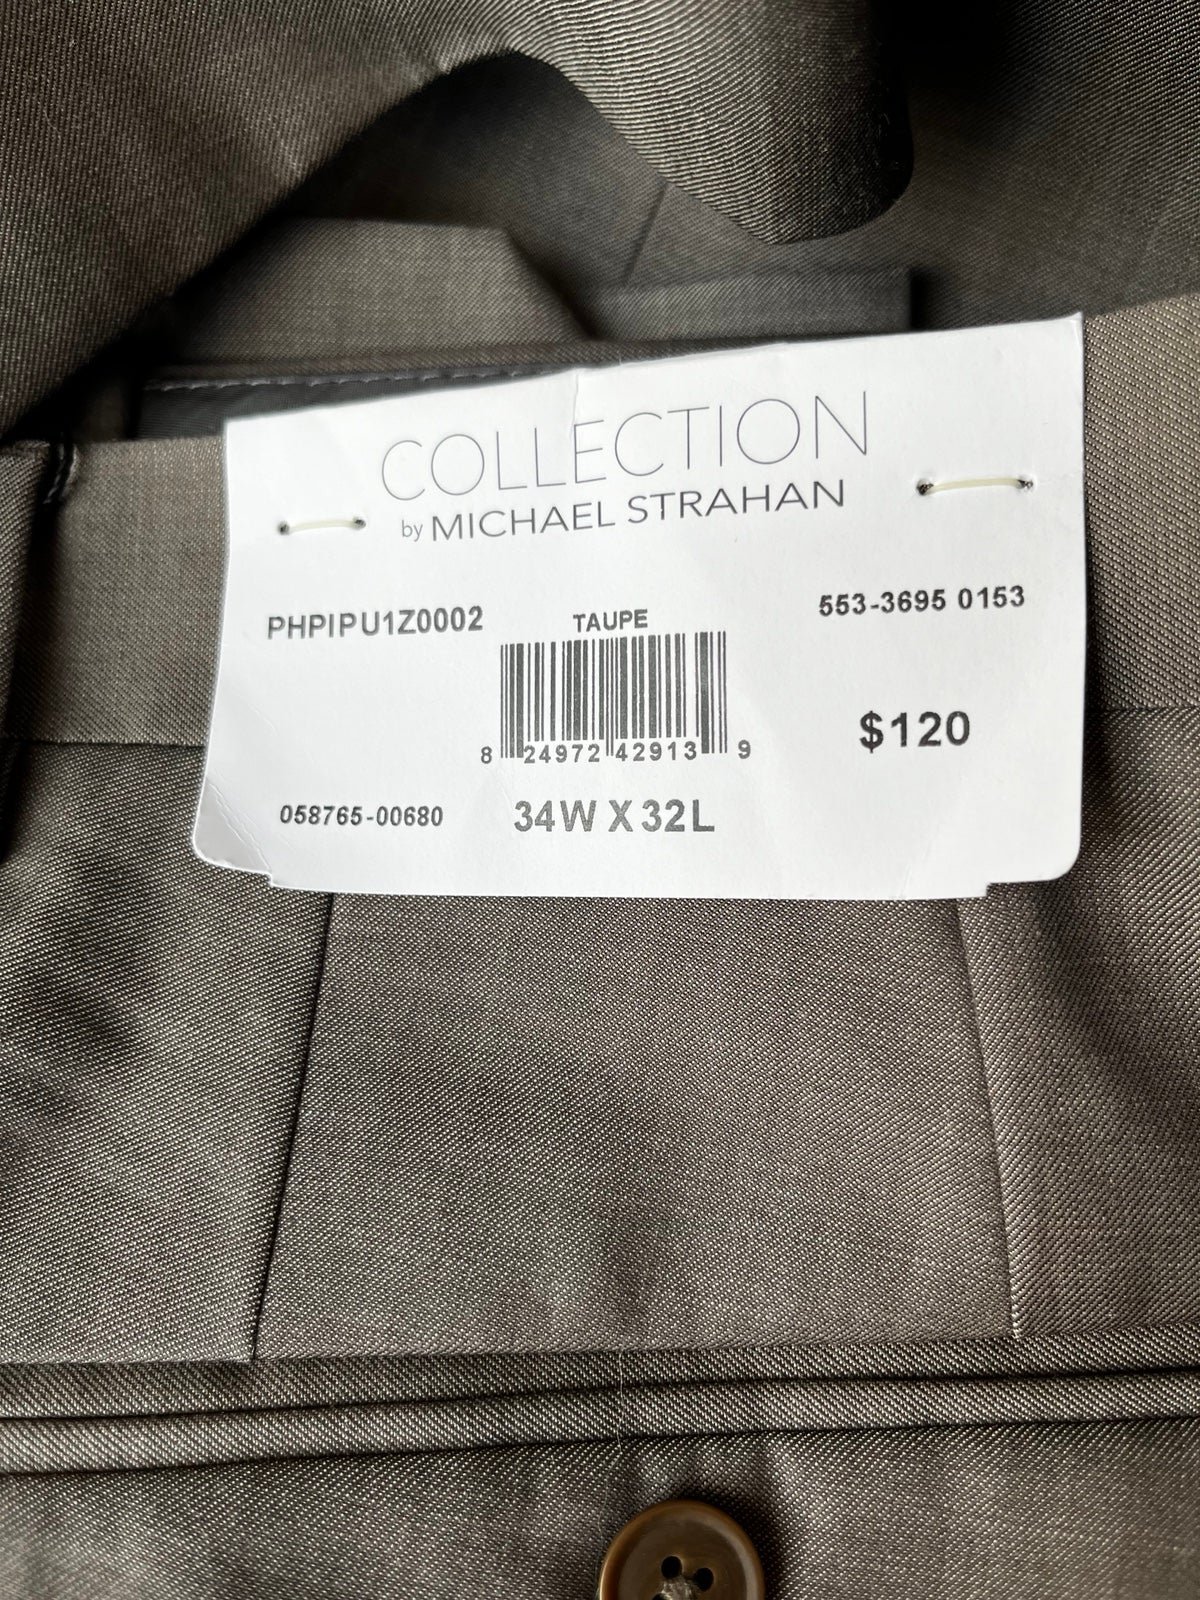 COLLECTION
by MICHAEL STRAHAN
PHPIPU1Z0002
TAUPE
553-3695 0153
8 24972 42913 9
$120
058765-00680
34W X 32L